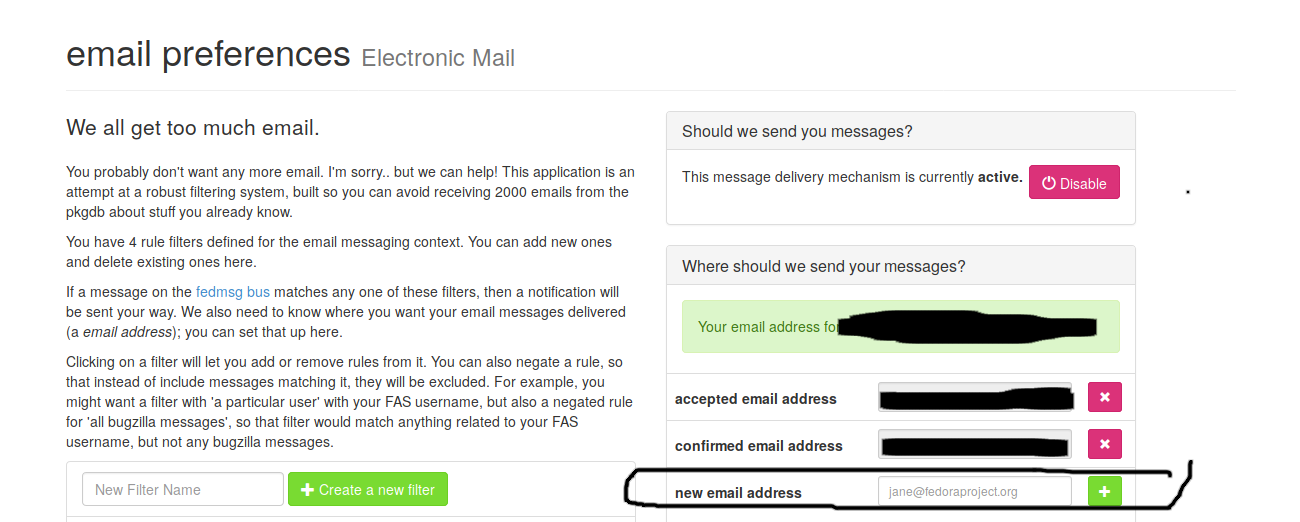 email preferences Electronic Mail
We all get too much email.
You probably don't want any more email. I'm sorry.. but we can help! This application is an
attempt at a robust filtering system, built so you can avoid receiving 2000 emails from the
pkgdb about stuff you already know.
You have 4 rule filters defined for the email messaging context. You can add new ones
and delete existing ones here.
If a message on the fedmsg bus matches any one of these filters, then a notification will
be sent your way. We also need to know where you want your email messages delivered
(a email address); you can set that up here.
Clicking on a filter will let you add or remove rules from it. You can also negate a rule, so
that instead of include messages matching it, they will be excluded. For example, you
might want a filter with 'a particular user' with your FAS username, but also a negated rule
for 'all bugzilla messages', so that filter would match anything related to your FAS
username, but not any bugzilla messages.
New Filter Name
Create a new filter
Should we send you messages?
This message delivery mechanism is currently active.
Disable
Where should we send your messages?
Your email address for
accepted email address
confirmed email address
new email address
jane@fedoraproject.org